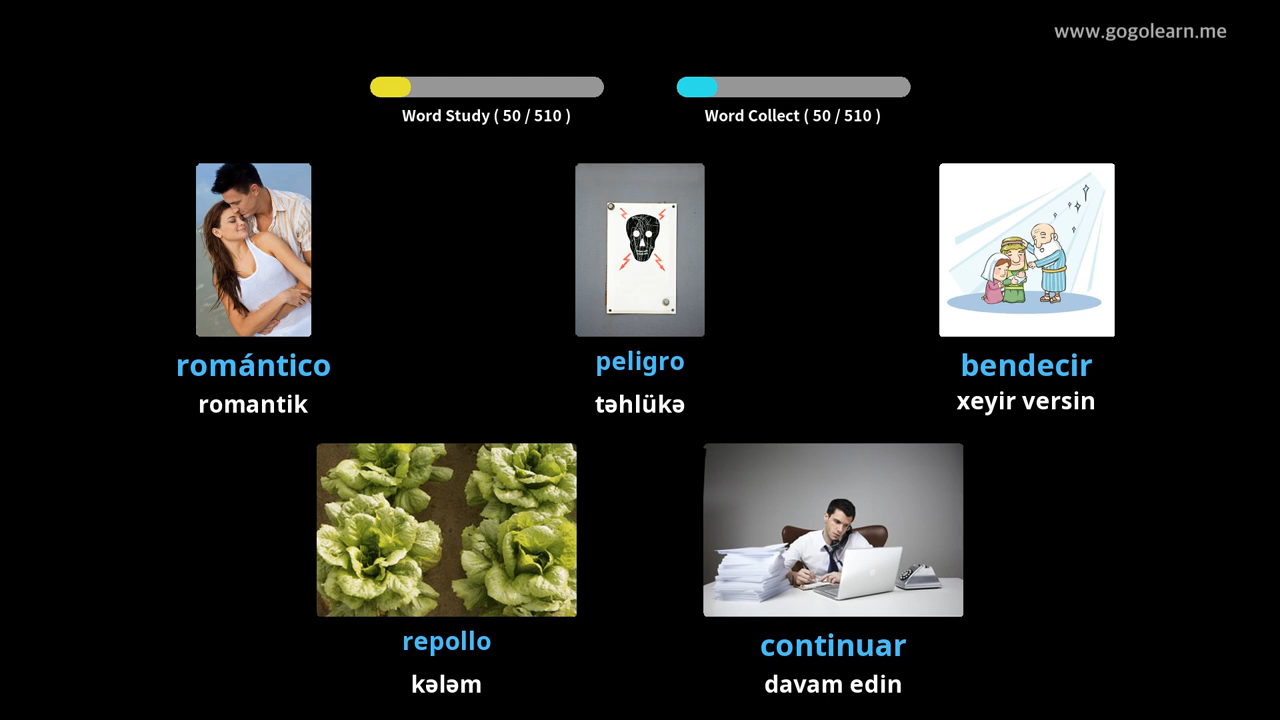 www.gogolearn.me
Word Study ( 50 / 510 )
Word Collect ( 50 / 510 )
romántico
romantik
peligro
təhlükə
bendecir
xeyir versin
repollo
kələm
continuar
davam edin